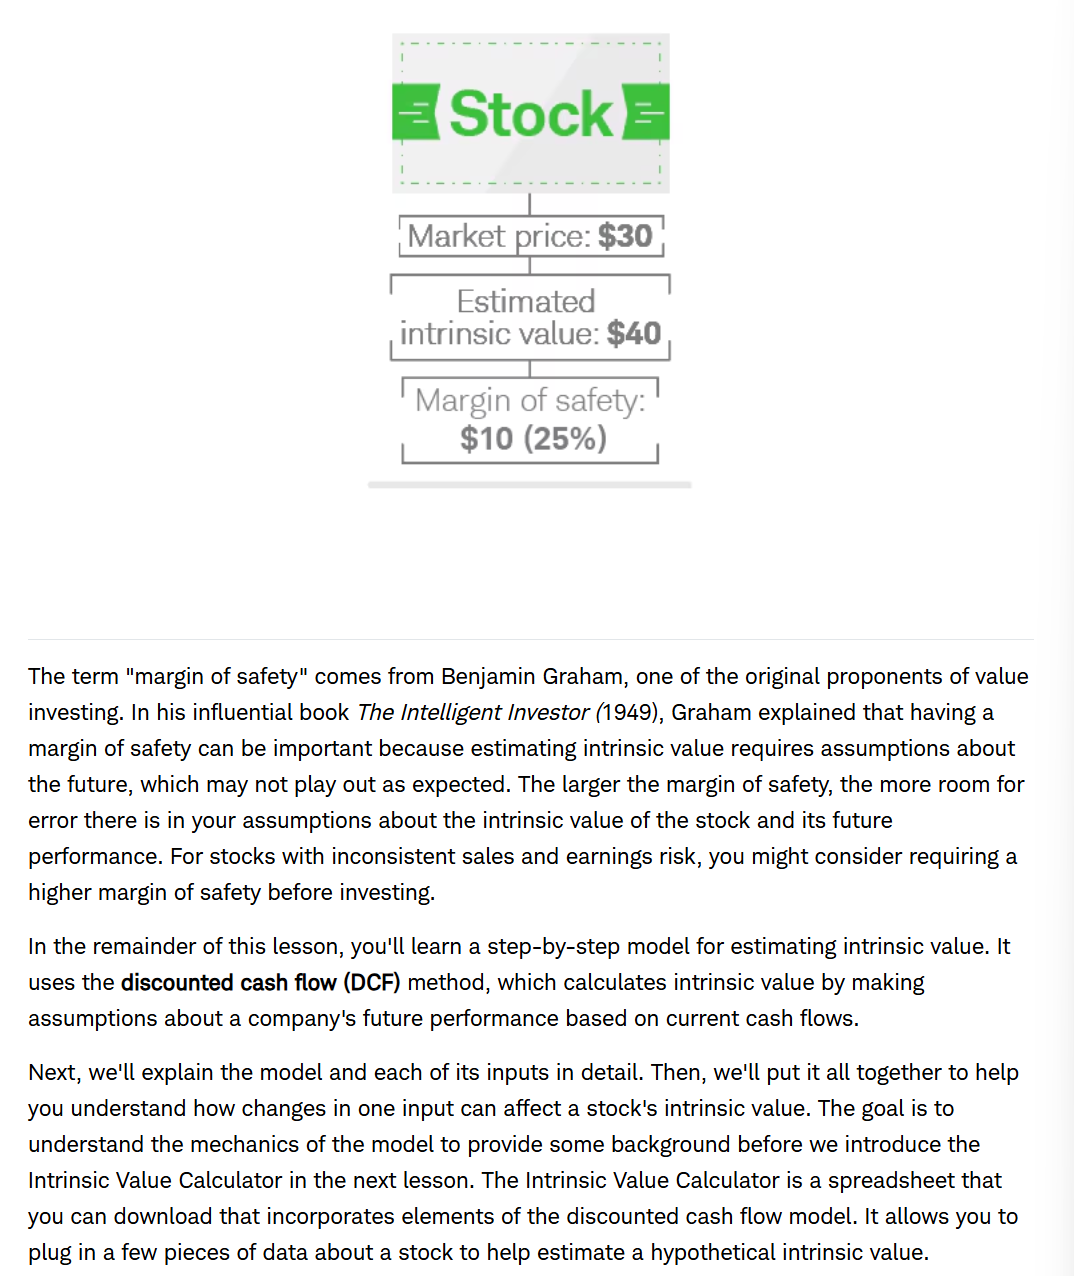 Stock
Market price: $30
Estimated
intrinsic value: $40
Margin of safety:
$10 (25%)
The term "margin of safety" comes from Benjamin Graham, one of the original proponents of value
investing. In his influential book The Intelligent Investor (1949), Graham explained that having a
margin of safety can be important because estimating intrinsic value requires assumptions about
the future, which may not play out as expected. The larger the margin of safety, the more room for
error there is in your assumptions about the intrinsic value of the stock and its future
performance. For stocks with inconsistent sales and earnings risk, you might consider requiring a
higher margin of safety before investing.
In the remainder of this lesson, you'll learn a step-by-step model for estimating intrinsic value. It
uses the discounted cash flow (DCF) method, which calculates intrinsic value by making
assumptions about a company's future performance based on current cash flows.
Next, we'll explain the model and each of its inputs in detail. Then, we'll put it all together to help
you understand how changes in one input can affect a stock's intrinsic value. The goal is to
understand the mechanics of the model to provide some background before we introduce the
Intrinsic Value Calculator in the next lesson. The Intrinsic Value Calculator is a spreadsheet that
you can download that incorporates elements of the discounted cash flow model. It allows you to
plug in a few pieces of data about a stock to help estimate a hypothetical intrinsic value.